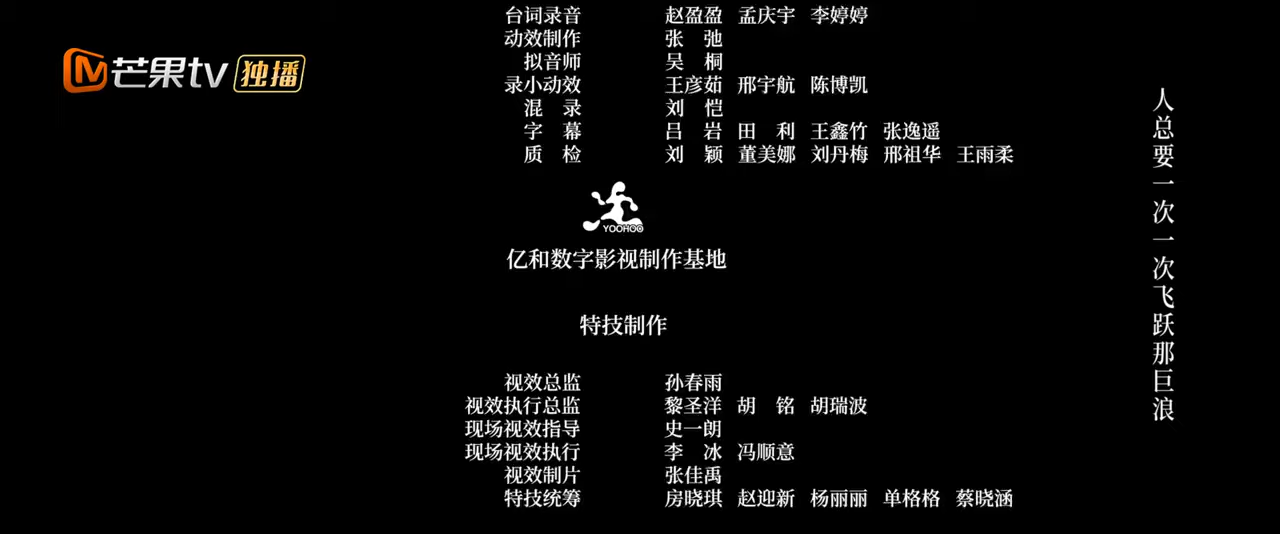 台词录音 赵盈盈 孟庆宇 李婷婷
动效制作 张 弛
拟音师 吴 桐
录小动效 王彦茹 邢宇航 陈博凯
混 录 刘 恺
字 幕 吕 岩 田 利 王鑫竹 张逸遥
质 检 刘 颖 董美娜 刘丹梅 邢祖华 王雨柔
YOOHOO
亿和数字影视制作基地
特技制作
视效总监 孙春雨
视效执行总监 黎圣洋 胡 铭 胡瑞波
现场视效指导 史一朗
现场视效执行 李 冰 冯顺意
视效制片 张佳禹
特技统筹 房晓琪 赵迎新 杨丽丽 单格格 蔡晓涵
芒果tv 独播
人总要一次一次飞跃那巨浪